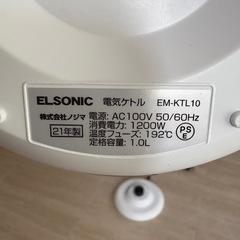 ELSONIC 電気ケトル EM-KTL10
株式会社ノジマ 電源: AC100V 50/60Hz
21年製 消費電力: 1200W
温度フューズ: 192℃
定格容量: 1.0L
PSE